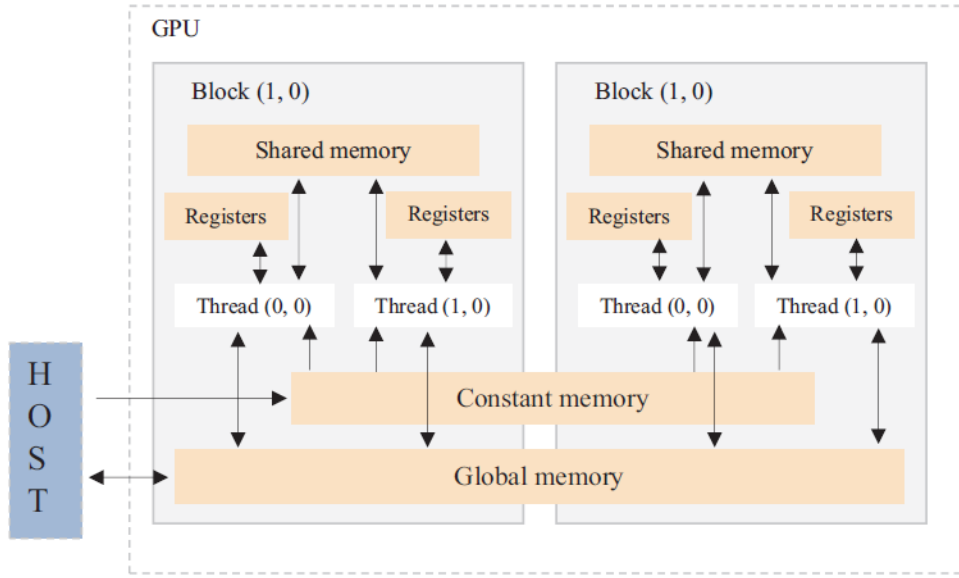 GPU
Block (1, 0)
Shared memory
Registers
Registers
Thread (0, 0)
Thread (1, 0)
Block (1, 0)
Shared memory
Registers
Registers
Thread (0, 0)
Thread (1, 0)
H
O
S
T
Constant memory
Global memory